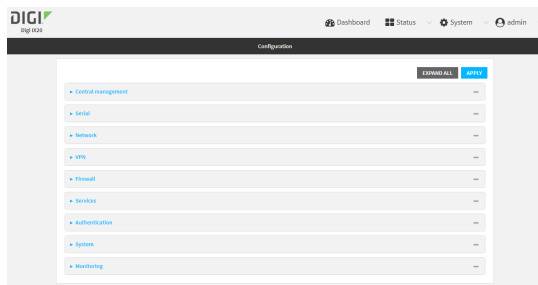 DIGI
Digi IX20
Dashboard Status System admin
Configuration
EXPAND ALL APPLY
Central management
Serial
Network
VPN
Firewall
Services
Authentication
System
Monitoring